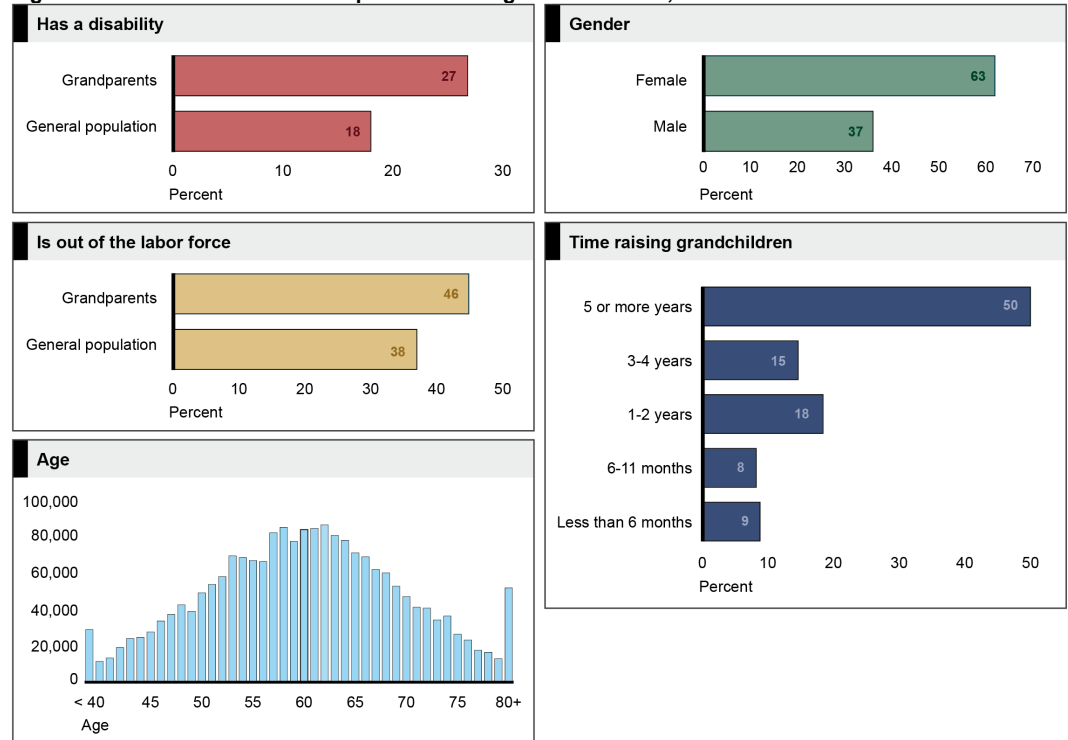 Has a disability
Grandparents
27
General population
18
0 10 20 30
Percent
Gender
Female
63
Male
37
0 10 20 30 40 50 60 70
Percent
Is out of the labor force
Grandparents
46
General population
38
0 10 20 30 40 50
Percent
Time raising grandchildren
5 or more years
50
3-4 years
15
1-2 years
18
6-11 months
8
Less than 6 months
9
0 10 20 30 40 50
Percent
Age
100,000
80,000
60,000
40,000
20,000
0
< 40 45 50 55 60 65 70 75 80+
Age